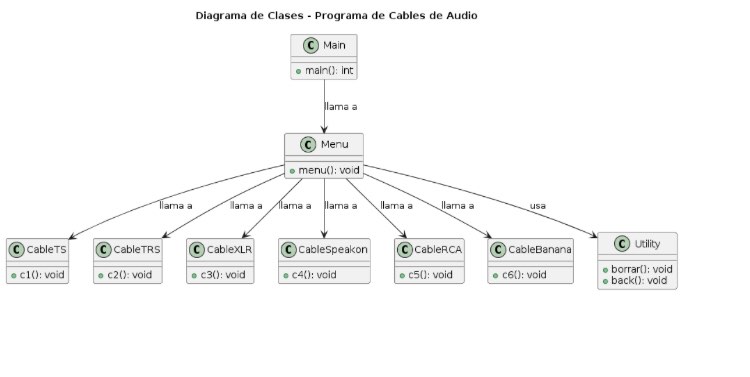 Diagrama de Clases - Programa de Cables de Audio
C Main
main(): int
llama a
C Menu
menu(): void
llama a llama a llama a llama a llama a llama a usa
C CableTS
c1(): void
C CableTRS
c2(): void
C CableXLR
c3(): void
C CableSpeakon
c4(): void
C CableRCA
c5(): void
C CableBanana
c6(): void
C Utility
borrar(): void
back(): void